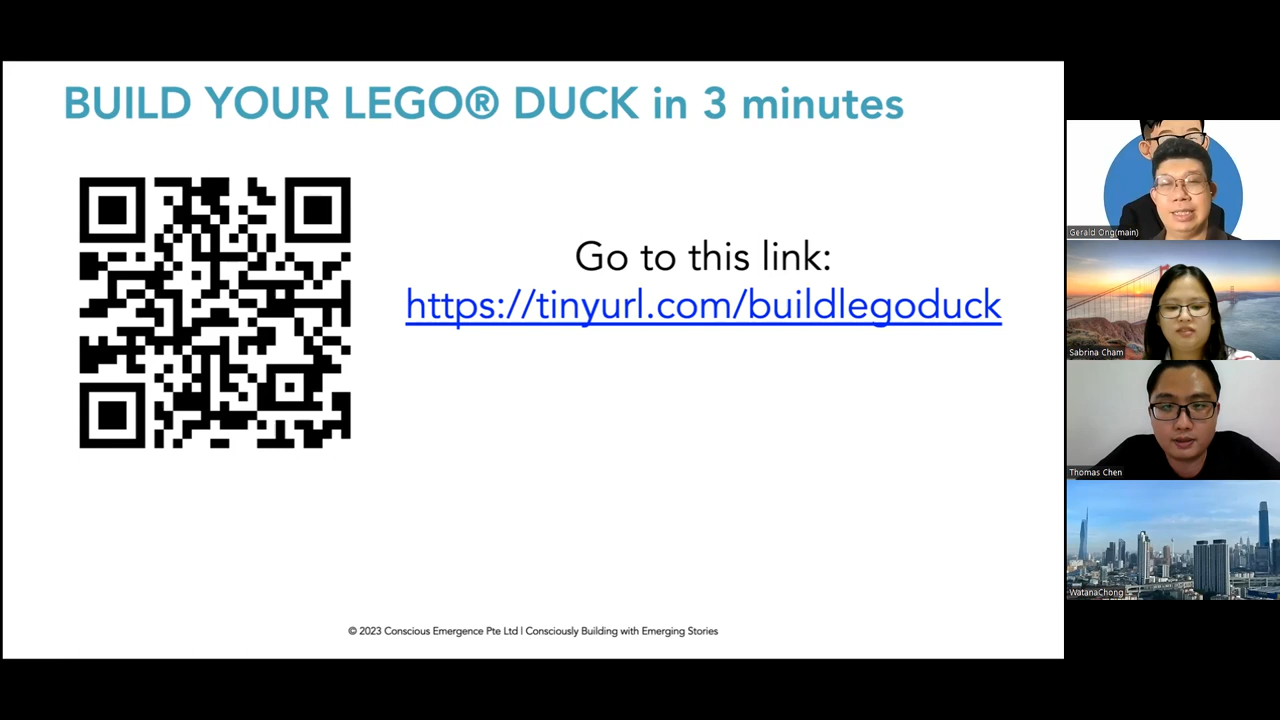 BUILD YOUR LEGO® DUCK in 3 minutes
Go to this link:
https://tinyurl.com/buildlegoduck
© 2023 Conscious Emergence Pte Ltd | Consciously Building with Emerging Stories
Gerald Ong(main)
Sabrina Cham
Thomas Chen
WatanaChong